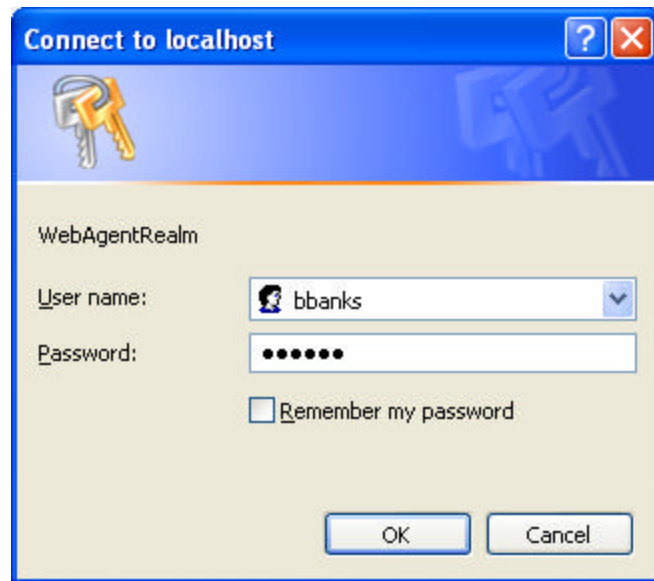 Connect to localhost
WebAgentRealm
User name: bbanks
Password: ●●●●●●
Remember my password
OK Cancel